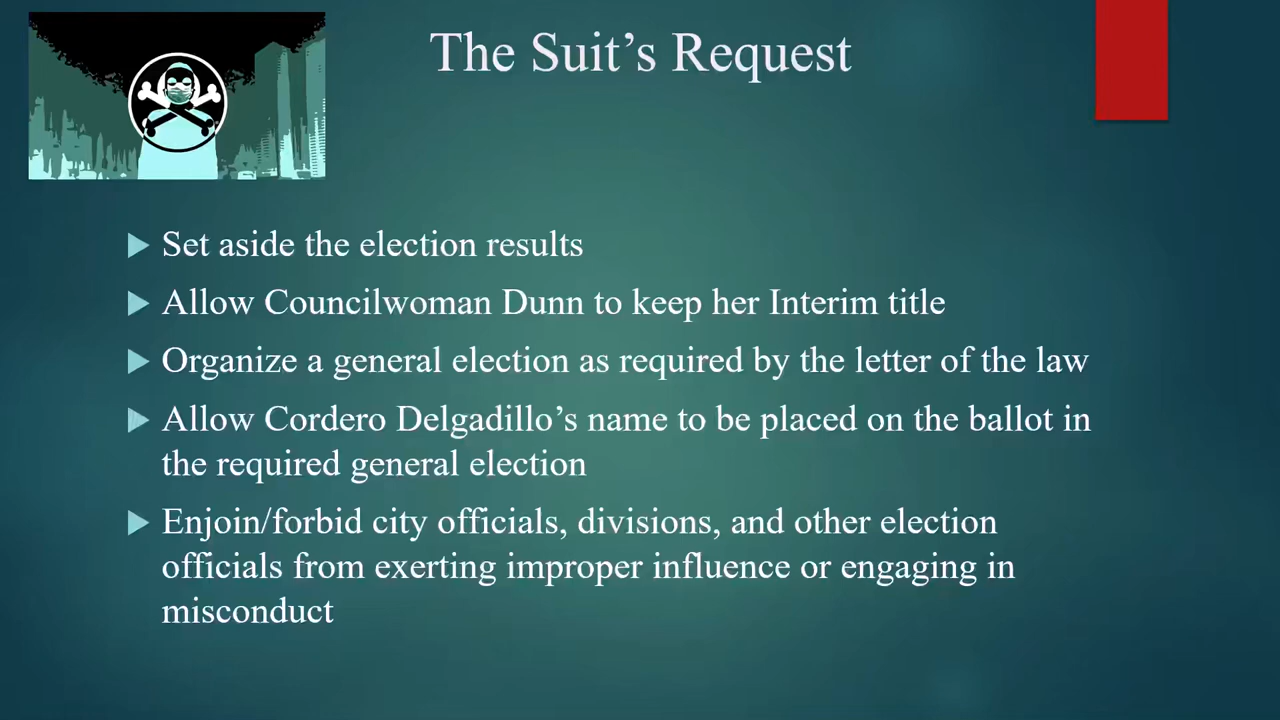 The Suit’s Request
Set aside the election results
Allow Councilwoman Dunn to keep her Interim title
Organize a general election as required by the letter of the law
Allow Cordero Delgadillo’s name to be placed on the ballot in
the required general election
Enjoin/forbid city officials, divisions, and other election
officials from exerting improper influence or engaging in
misconduct